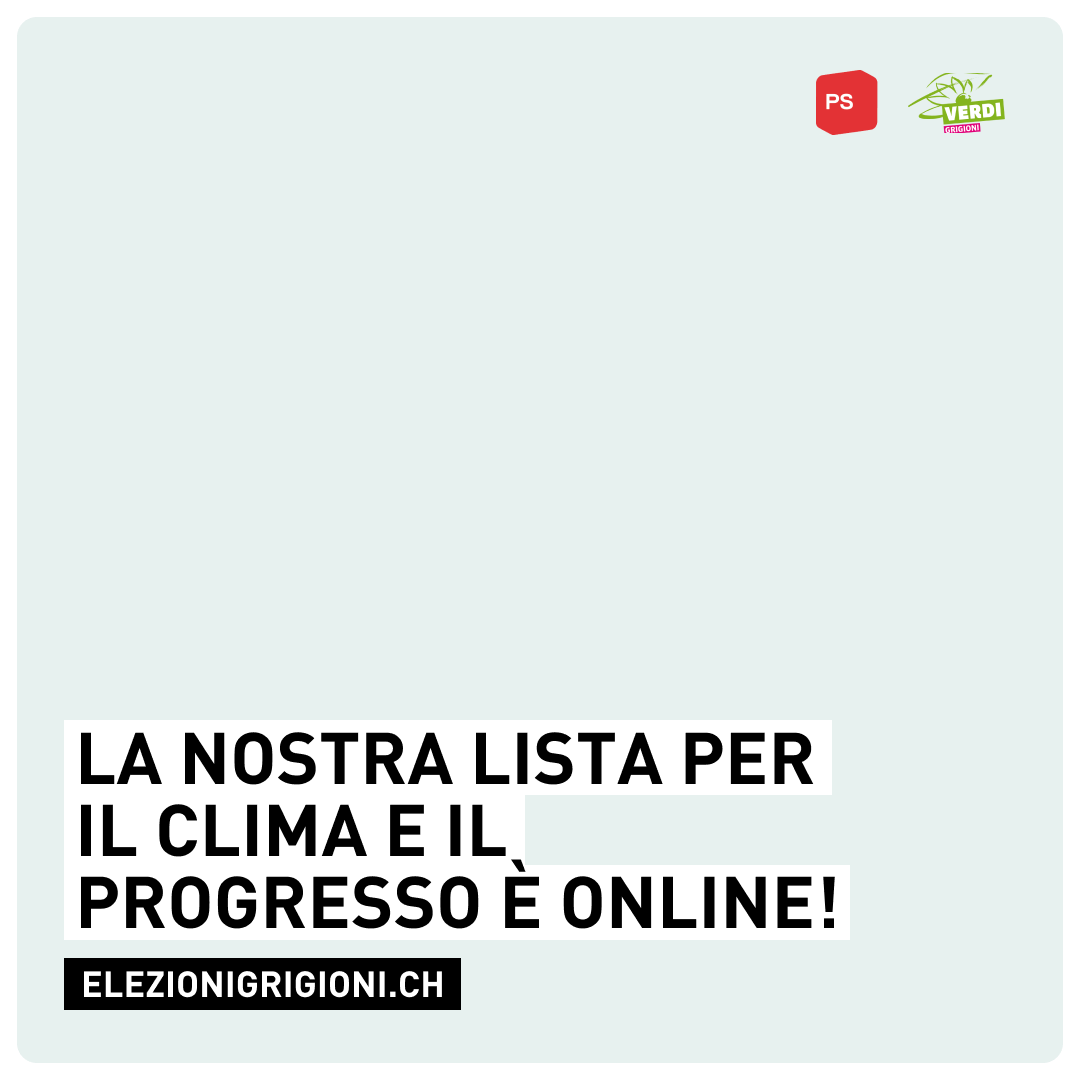 PS
VERDI
GRIGIONI
LA NOSTRA LISTA PER
IL CLIMA E IL
PROGRESSO È ONLINE!
ELEZIONIGRIGIONI.CH